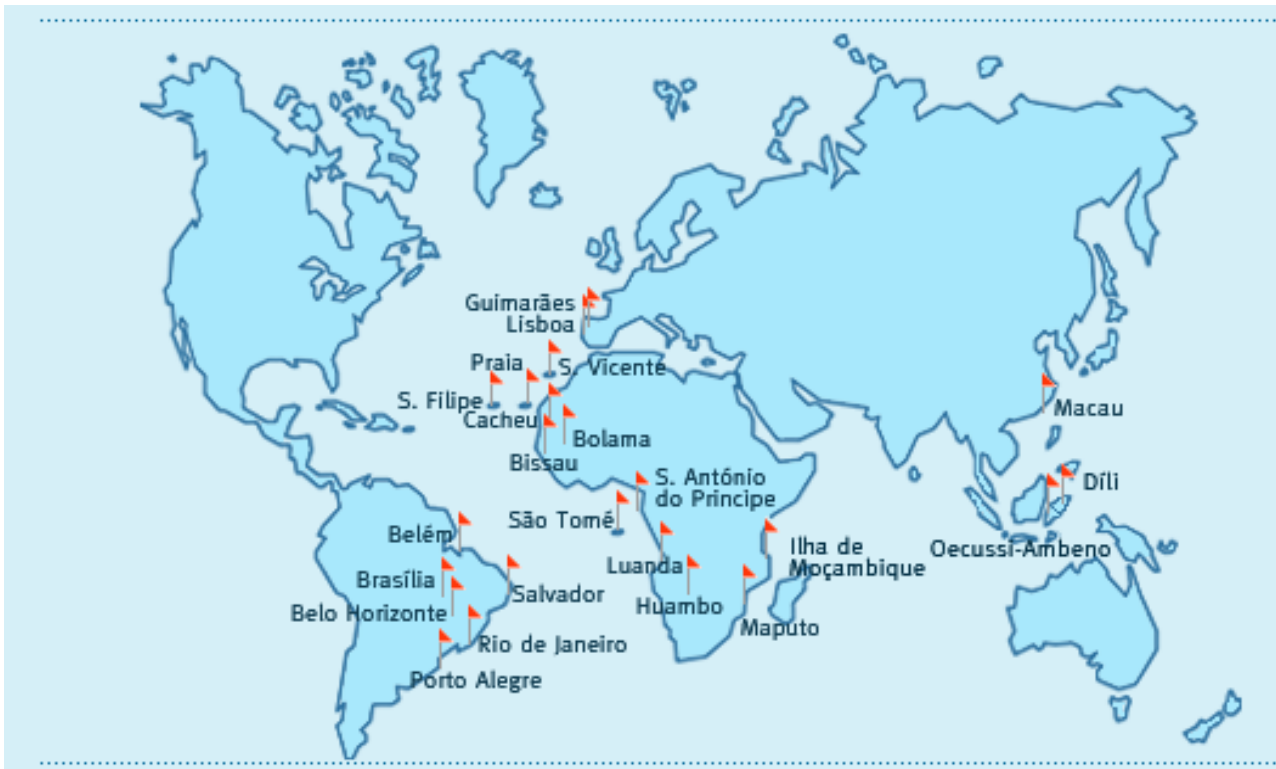 Guimarães
Lisboa
Praia
S. Vicente
S. Filipe
Cacheu
Bolama
Bissau
Macau
S. António
do Principe
Díli
São Tomé
Belém
Oecussi-Ambeno
Ilha de
Moçambique
Luanda
Brasília
Salvador
Huambo
Belo Horizonte
Maputo
Rio de Janeiro
Porto Alegre